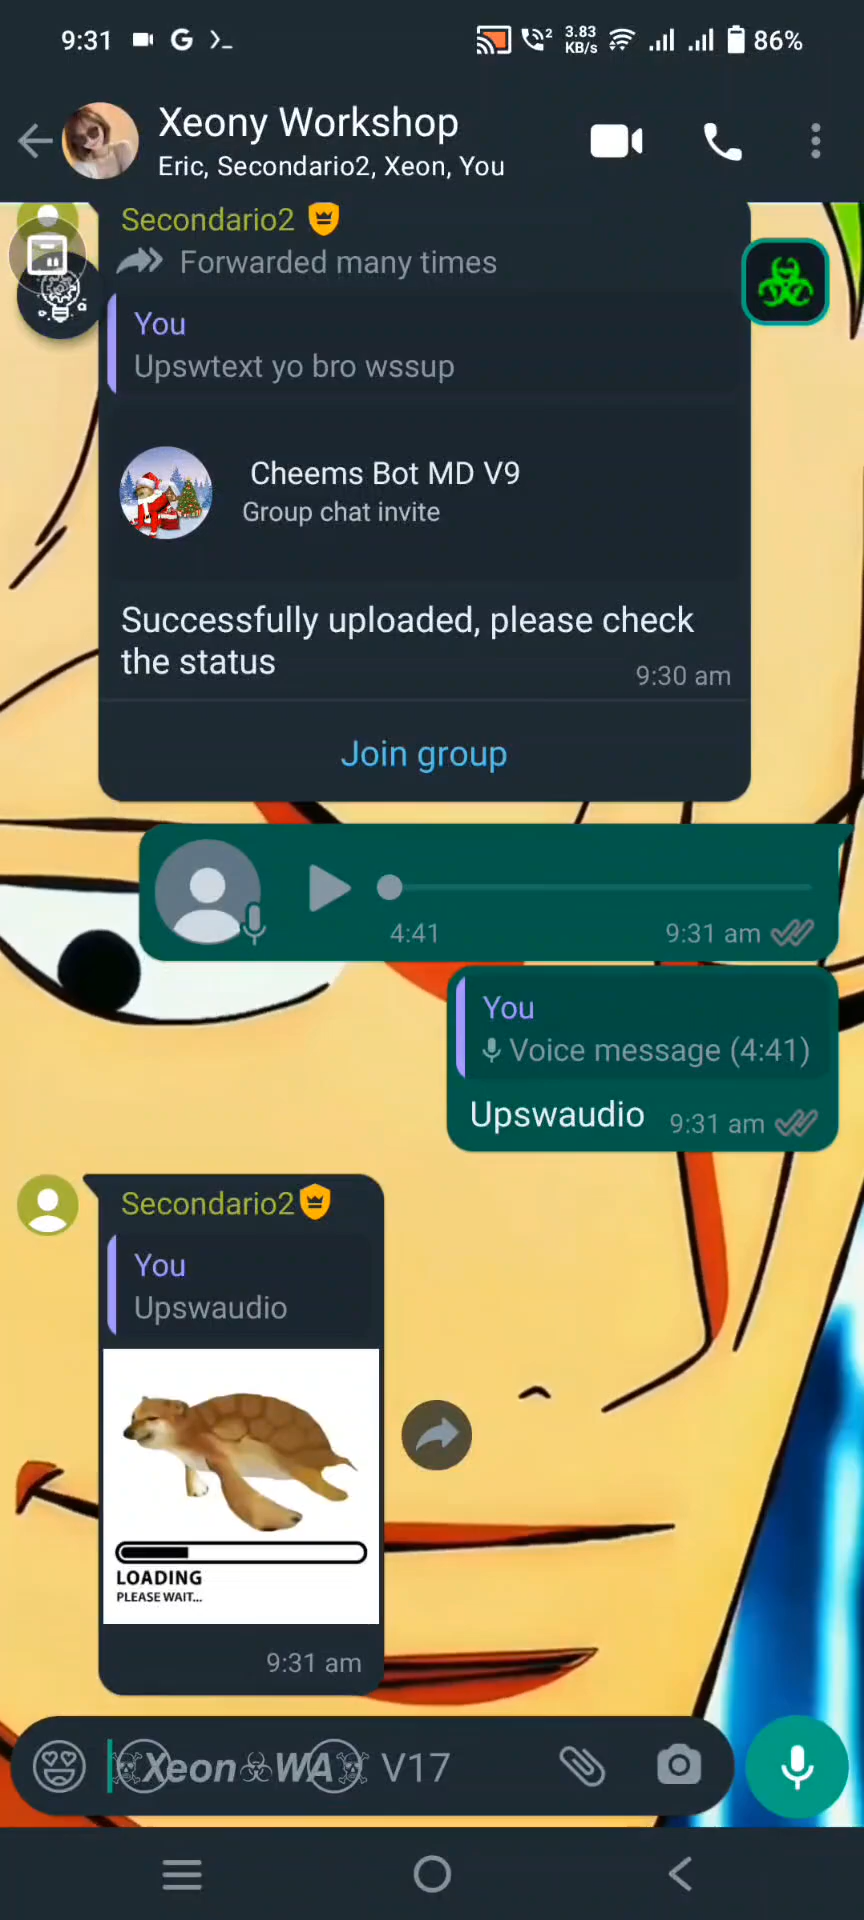 9:31 G >_ 3.83 KB/s 86%
Xeony Workshop
Eric, Secondario2, Xeon, You
Secondario2
Forwarded many times
You
Upswtext yo bro wssup
Cheems Bot MD V9
Group chat invite
Successfully uploaded, please check
the status
9:30 am
Join group
4:41 9:31 am
You
Voice message (4:41)
Upswaudio 9:31 am
Secondario2
You
Upswaudio
LOADING
PLEASE WAIT...
9:31 am
☠Xeon☣WA☠ V17